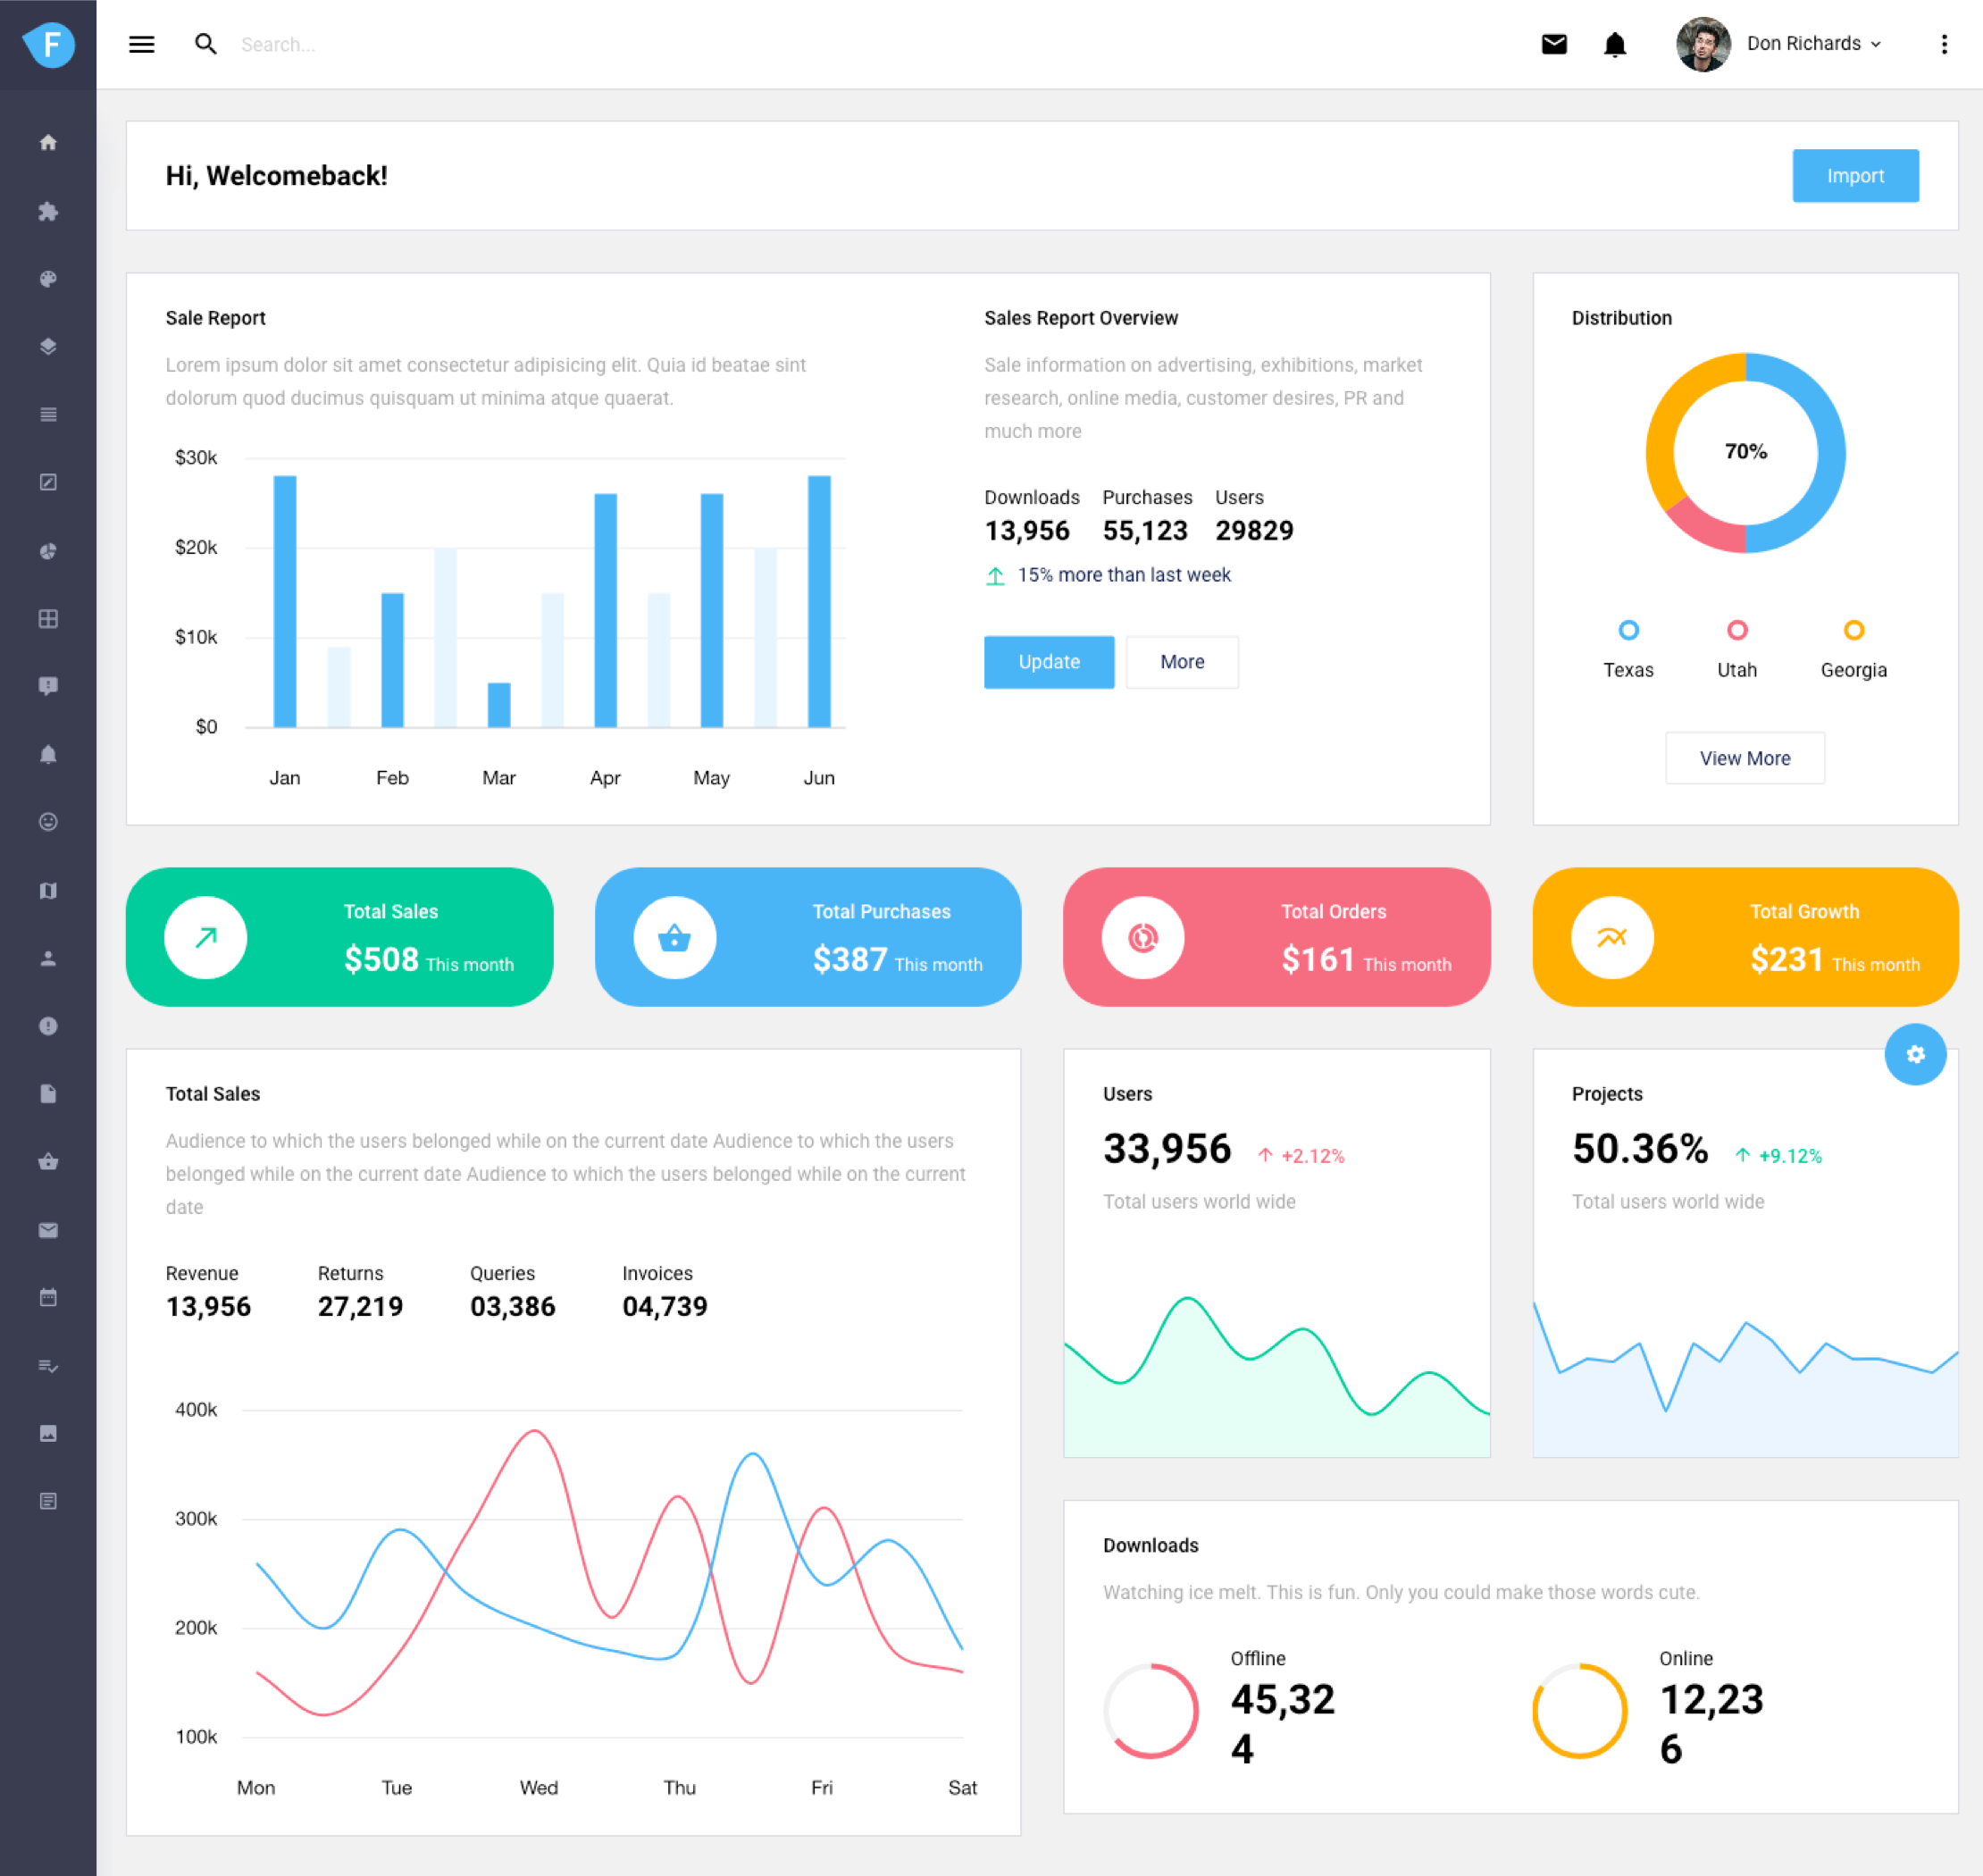 F
Search...
Don Richards
Hi, Welcomeback!
Import
Sale Report
Lorem ipsum dolor sit amet consectetur adipisicing elit. Quia id beatae sint
dolorum quod ducimus quisquam ut minima atque quaerat.
$30k
$20k
$10k
$0
Jan Feb Mar Apr May Jun
Sales Report Overview
Sale information on advertising, exhibitions, market
research, online media, customer desires, PR and
much more
Downloads Purchases Users
13,956 55,123 29829
15% more than last week
Update More
Distribution
70%
Texas Utah Georgia
View More
Total Sales
$508 This month
Total Purchases
$387 This month
Total Orders
$161 This month
Total Growth
$231 This month
Total Sales
Audience to which the users belonged while on the current date Audience to which the users
belonged while on the current date Audience to which the users belonged while on the current
date
Revenue Returns Queries Invoices
13,956 27,219 03,386 04,739
400k
300k
200k
100k
Mon Tue Wed Thu Fri Sat
Users
33,956 +2.12%
Total users world wide
Projects
50.36% +9.12%
Total users world wide
Downloads
Watching ice melt. This is fun. Only you could make those words cute.
Offline
45,32
4
Online
12,23
6